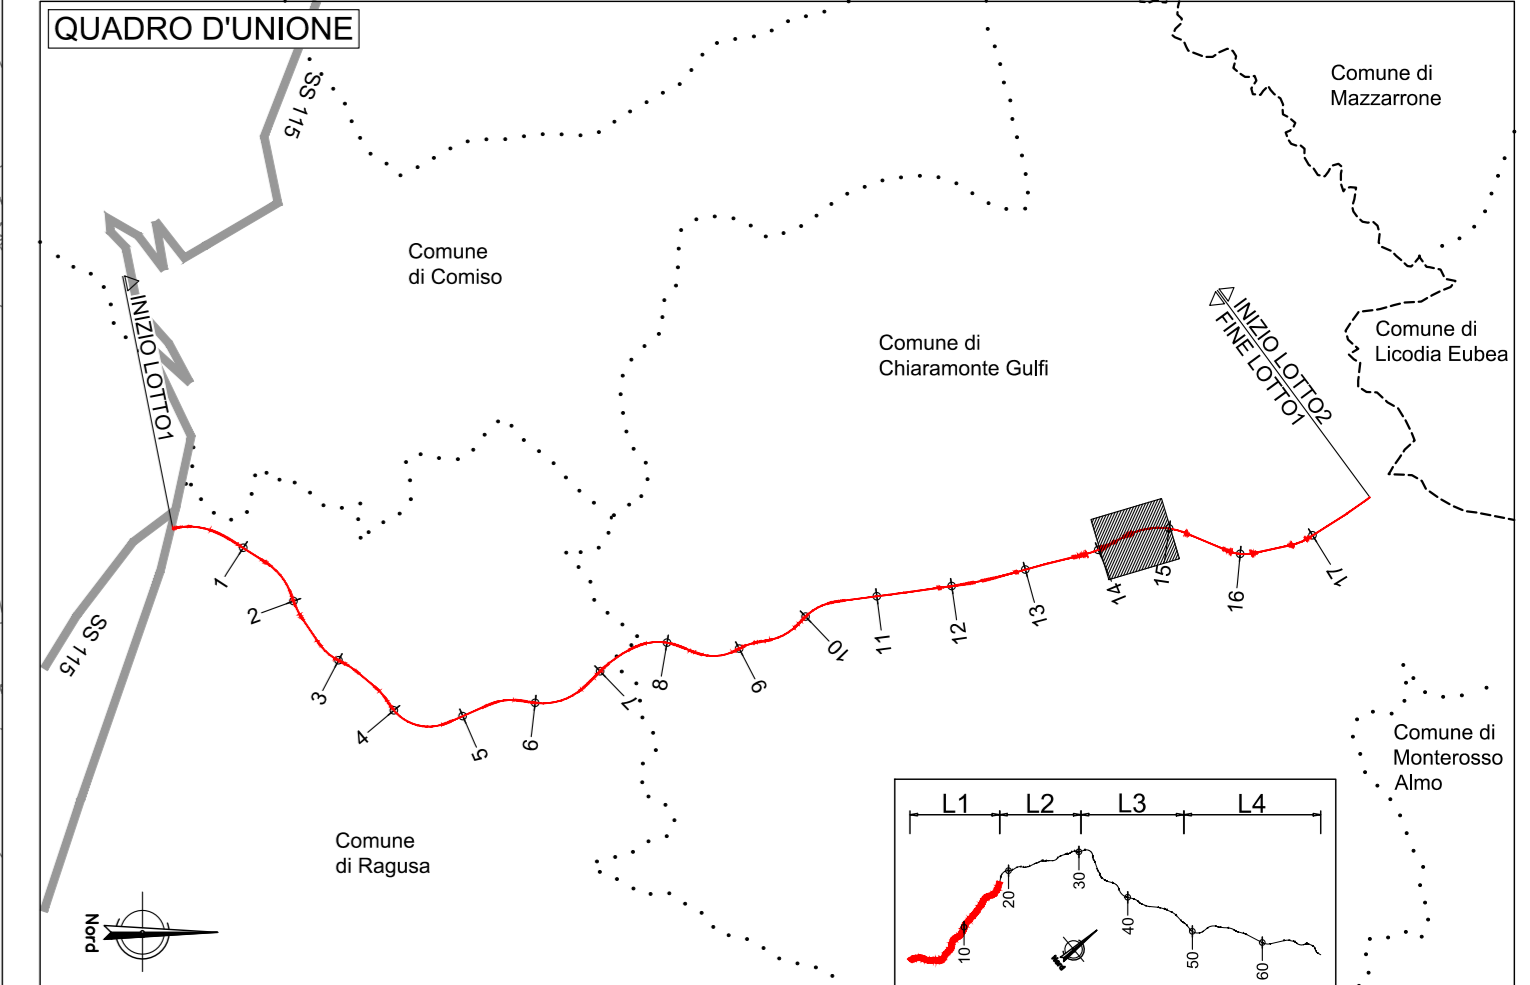 QUADRO D'UNIONE
SS 115
Comune di
Mazzarrone
Comune
di Comiso
INIZIO LOTTO1
Comune di
Chiaramonte Gulfi
INIZIO LOTTO2
FINE LOTTO1
Comune di
Licodia Eubea
SS 115
1
2
3
4
5
6
7
8
9
10
11
12
13
14
15
16
17
Comune di
Monterosso
Almo
Comune
di Ragusa
Nord
L1 L2 L3 L4
10
20
30
40
50
60
Nord